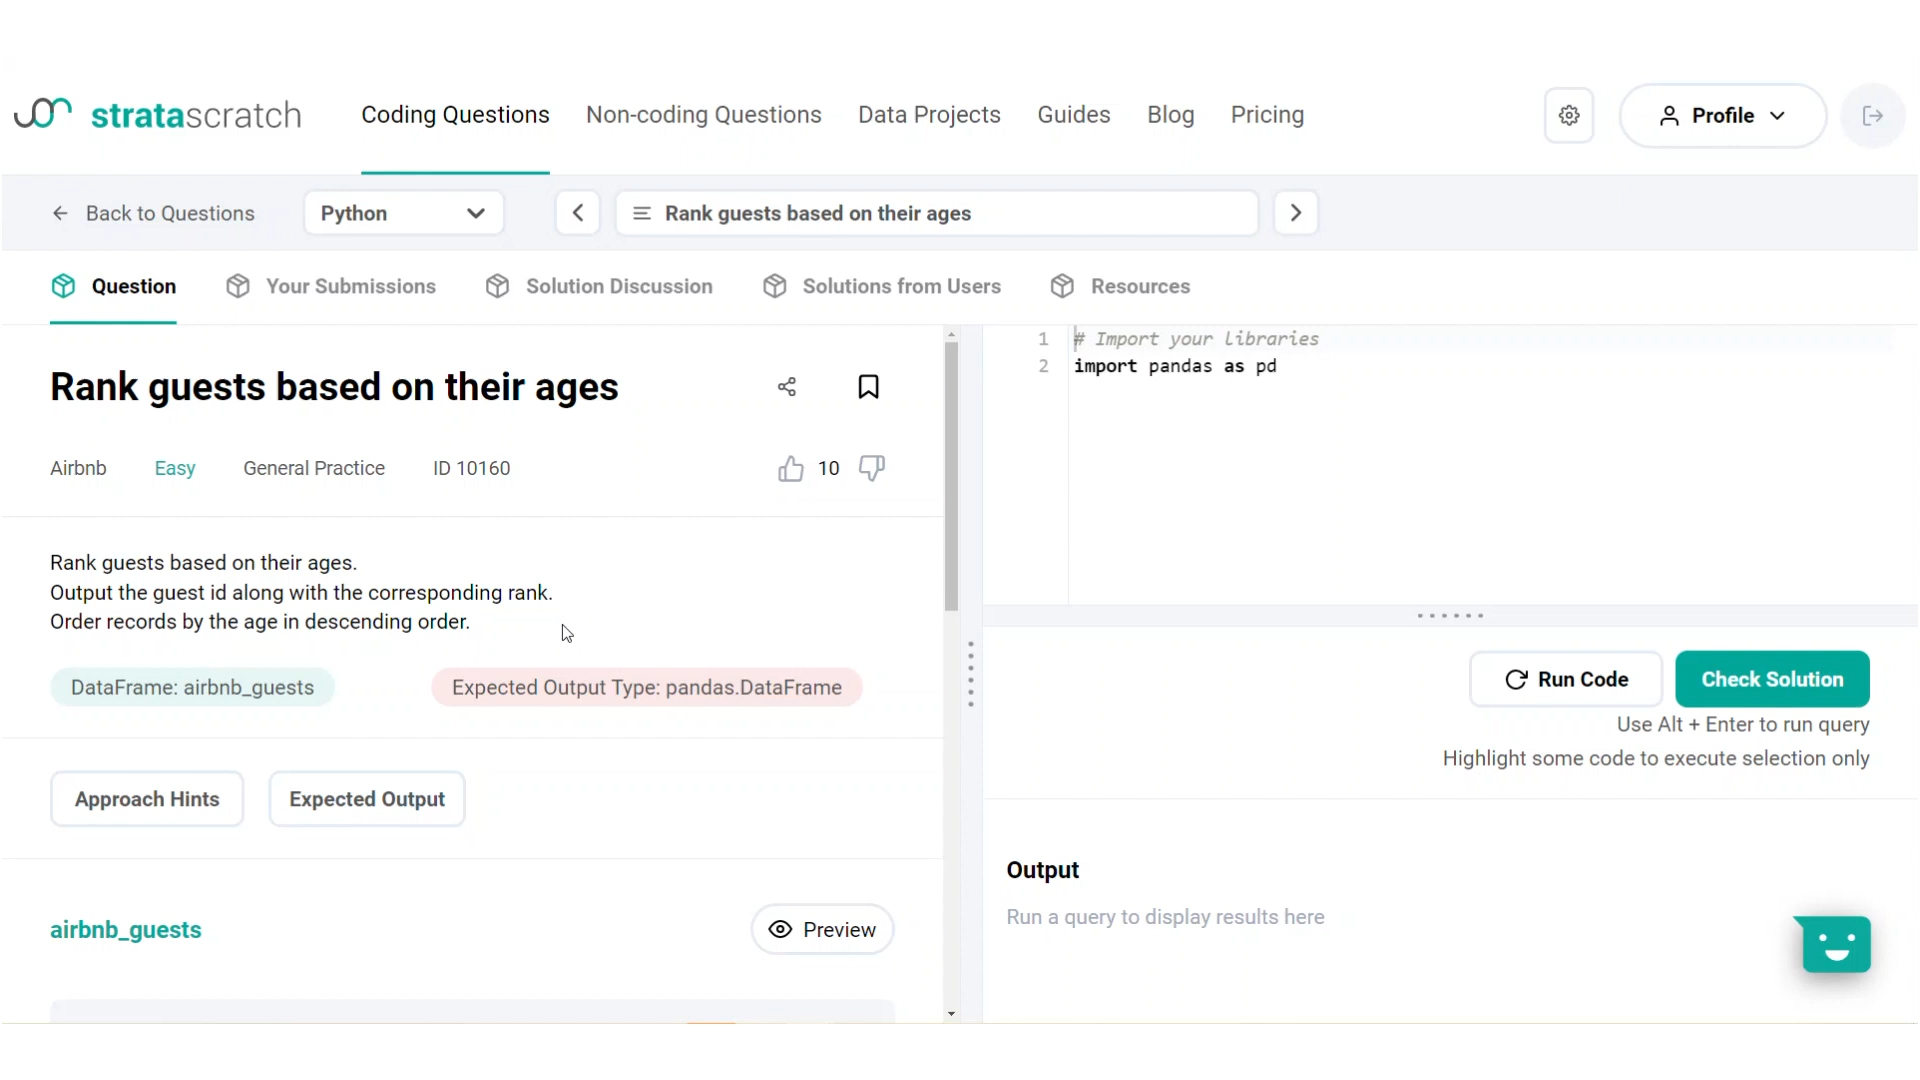 stratascratch
Coding Questions
Non-coding Questions
Data Projects
Guides
Blog
Pricing
Profile
Back to Questions
Python
Rank guests based on their ages
Question
Your Submissions
Solution Discussion
Solutions from Users
Resources
Rank guests based on their ages
Airbnb
Easy
General Practice
ID 10160
10
Rank guests based on their ages.
Output the guest id along with the corresponding rank.
Order records by the age in descending order.
DataFrame: airbnb_guests
Expected Output Type: pandas.DataFrame
Approach Hints
Expected Output
airbnb_guests
Preview
1 # Import your libraries
2 import pandas as pd
Run Code
Check Solution
Use Alt + Enter to run query
Highlight some code to execute selection only
Output
Run a query to display results here